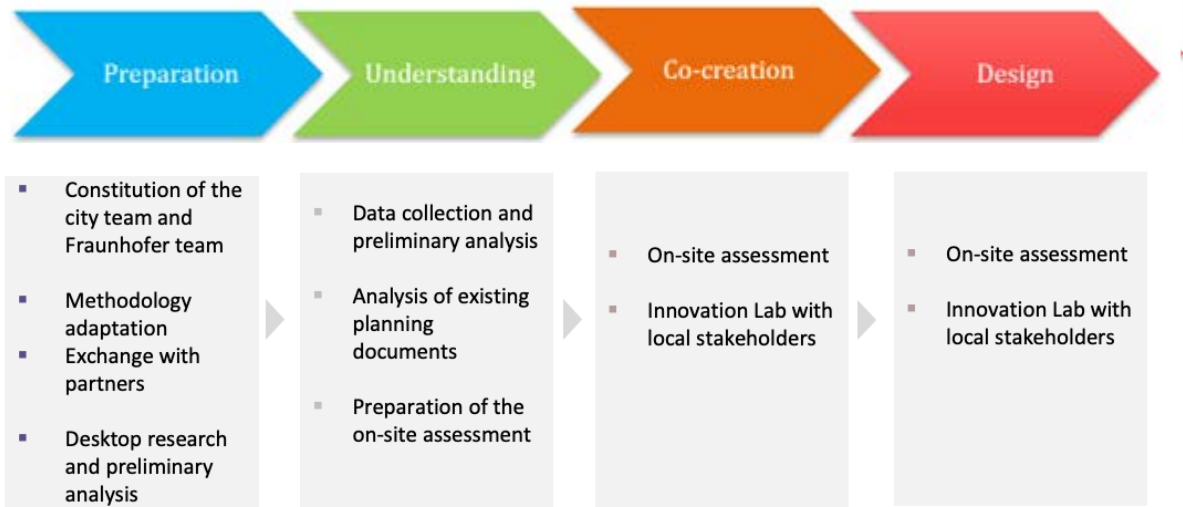 Preparation
Understanding
Co-creation
Design
Constitution of the
city team and
Fraunhofer team
Methodology
adaptation
Exchange with
partners
Desktop research
and preliminary
analysis
Data collection and
preliminary analysis
Analysis of existing
planning
documents
Preparation of the
on-site assessment
On-site assessment
Innovation Lab with
local stakeholders
On-site assessment
Innovation Lab with
local stakeholders